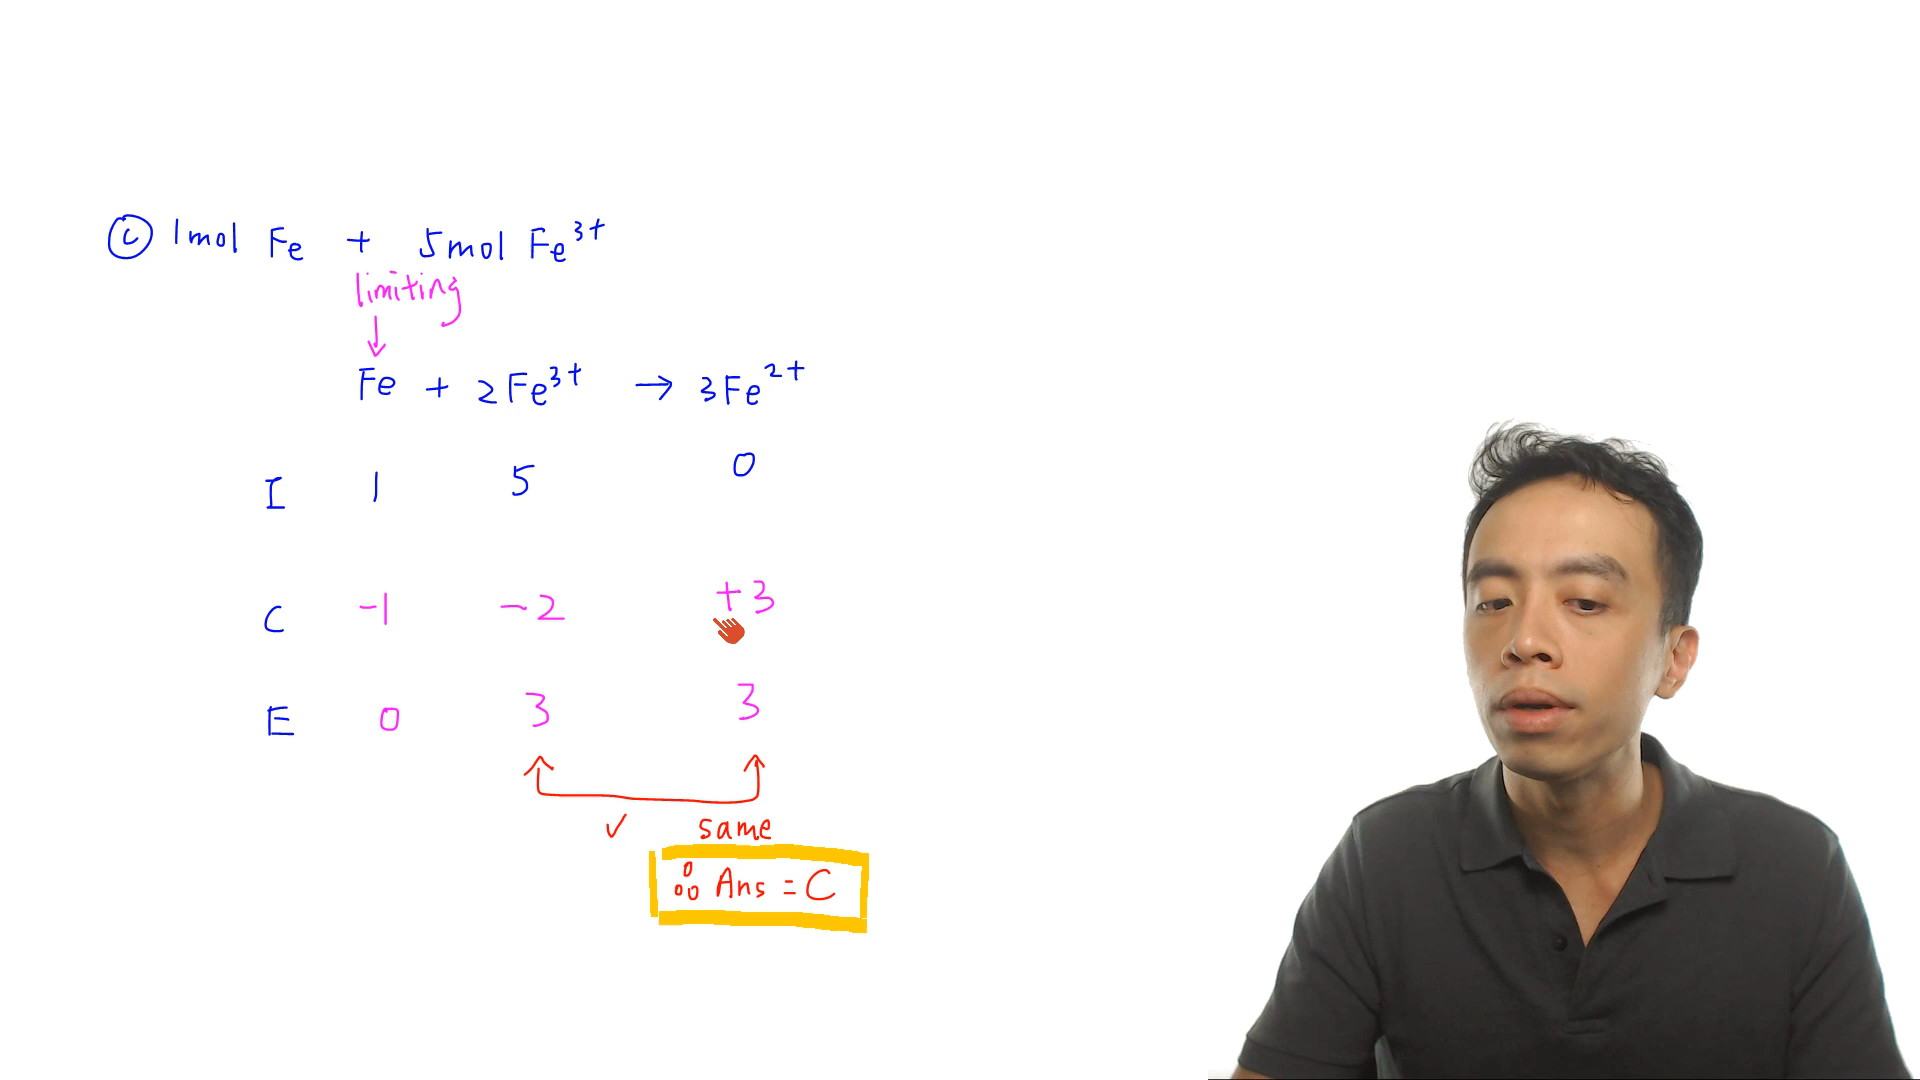 Ⓒ 1mol Fe + 5mol Fe³⁺
limiting
↓
Fe + 2Fe³⁺ → 3Fe²⁺
I 1 5 0
C -1 -2 +3
E 0 3 3
✓ same
∴ Ans = C